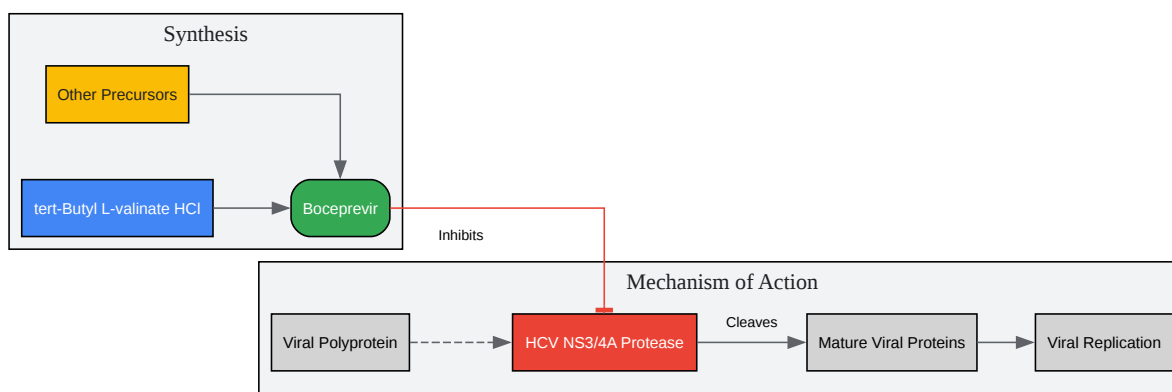 Synthesis
Other Precursors
tert-Butyl L-valinate HCl
Boceprevir
Inhibits
Mechanism of Action
Viral Polyprotein
HCV NS3/4A Protease
Cleaves
Mature Viral Proteins
Viral Replication